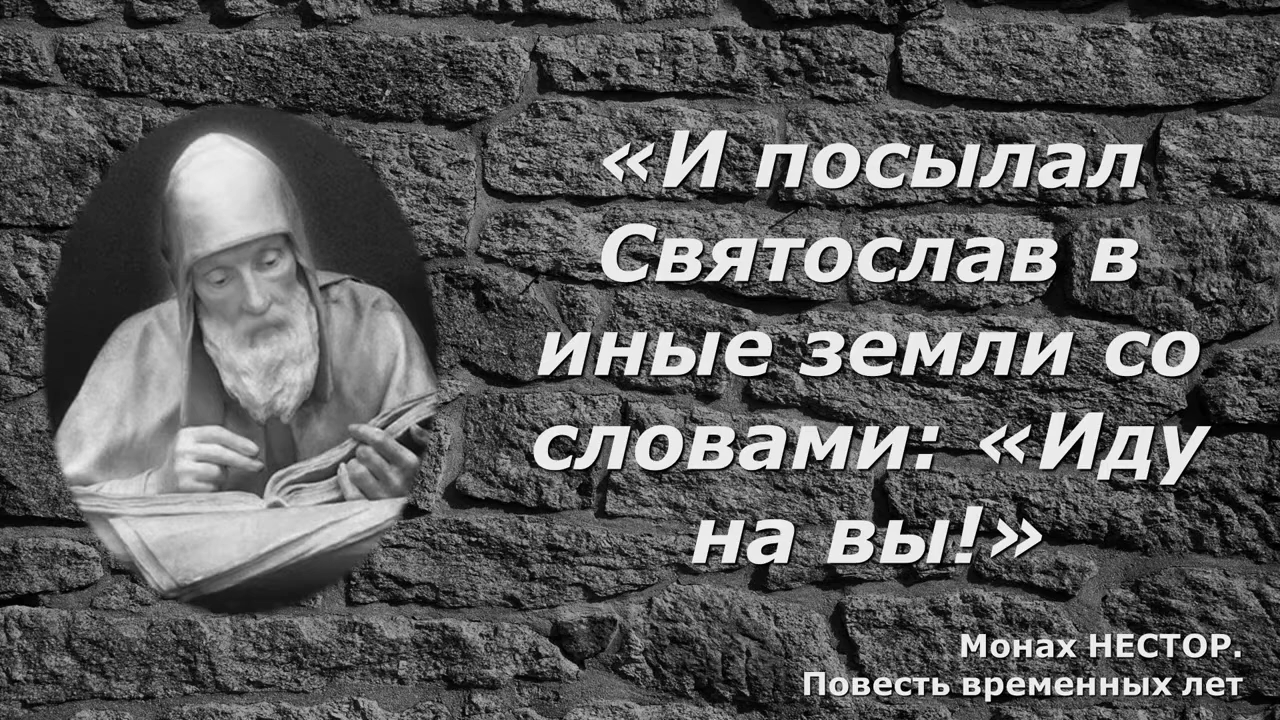 «И посылал
Святослав в
иные земли со
словами: «Иду
на вы!»
Монах НЕСТОР.
Повесть временных лет